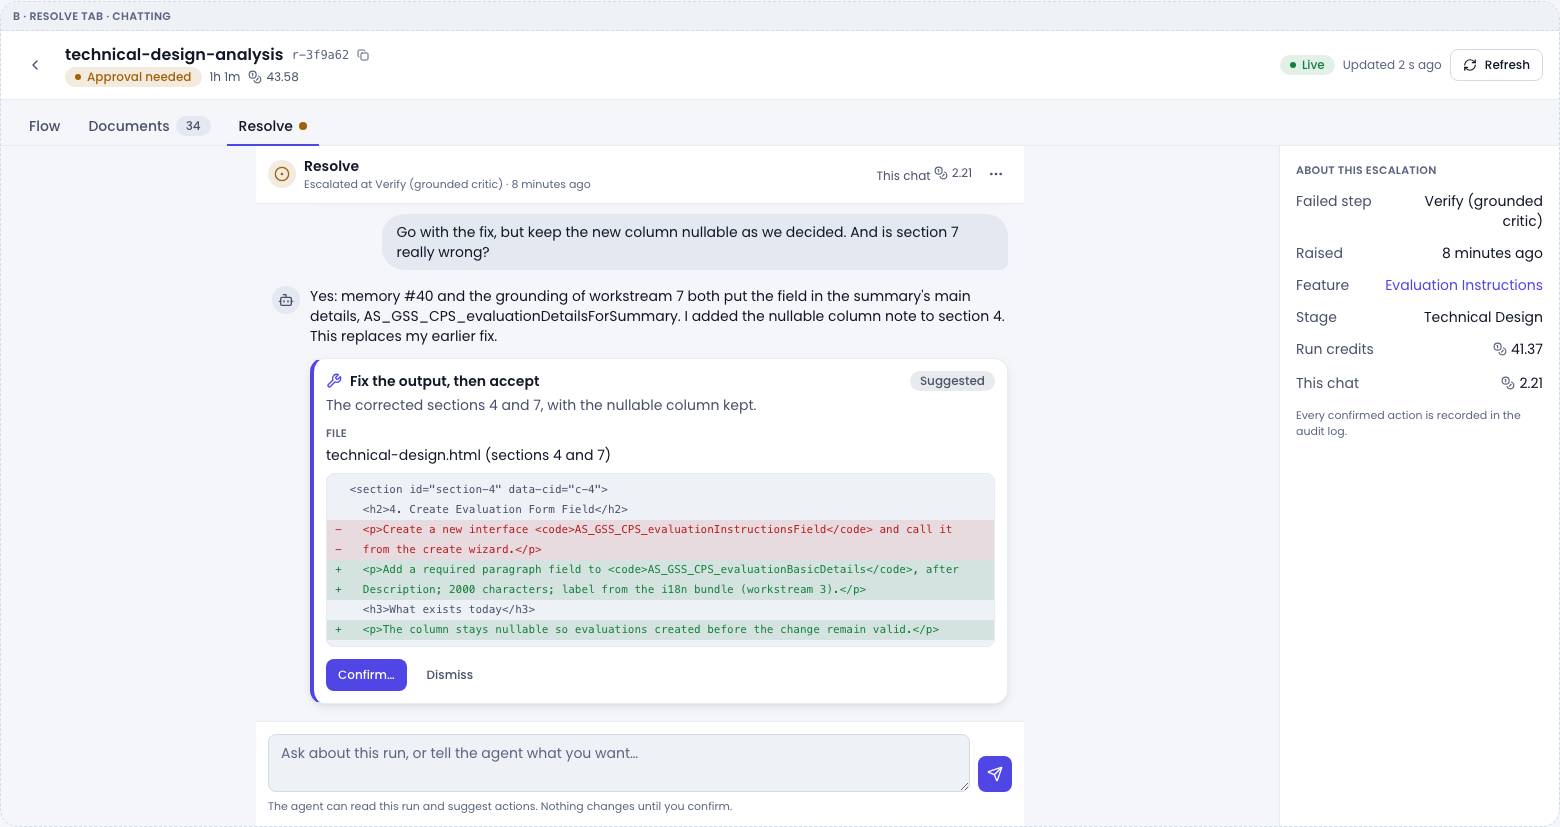 B · RESOLVE TAB · CHATTING
technical-design-analysis r-3f9a62
Approval needed 1h 1m 43.58
Live Updated 2 s ago Refresh
Flow Documents 34 Resolve
Resolve
Escalated at Verify (grounded critic) · 8 minutes ago
This chat 2.21
Go with the fix, but keep the new column nullable as we decided. And is section 7
really wrong?
Yes: memory #40 and the grounding of workstream 7 both put the field in the summary's main
details, AS_GSS_CPS_evaluationDetailsForSummary. I added the nullable column note to section 4.
This replaces my earlier fix.
Fix the output, then accept Suggested
The corrected sections 4 and 7, with the nullable column kept.
FILE
technical-design.html (sections 4 and 7)
<section id="section-4" data-cid="c-4">
<h2>4. Create Evaluation Form Field</h2>
− <p>Create a new interface <code>AS_GSS_CPS_evaluationInstructionsField</code> and call it
− from the create wizard.</p>
+ <p>Add a required paragraph field to <code>AS_GSS_CPS_evaluationBasicDetails</code>, after
+ Description; 2000 characters; label from the i18n bundle (workstream 3).</p>
<h3>What exists today</h3>
+ <p>The column stays nullable so evaluations created before the change remain valid.</p>
Confirm… Dismiss
Ask about this run, or tell the agent what you want…
The agent can read this run and suggest actions. Nothing changes until you confirm.
ABOUT THIS ESCALATION
Failed step Verify (grounded
critic)
Raised 8 minutes ago
Feature Evaluation Instructions
Stage Technical Design
Run credits 41.37
This chat 2.21
Every confirmed action is recorded in the
audit log.